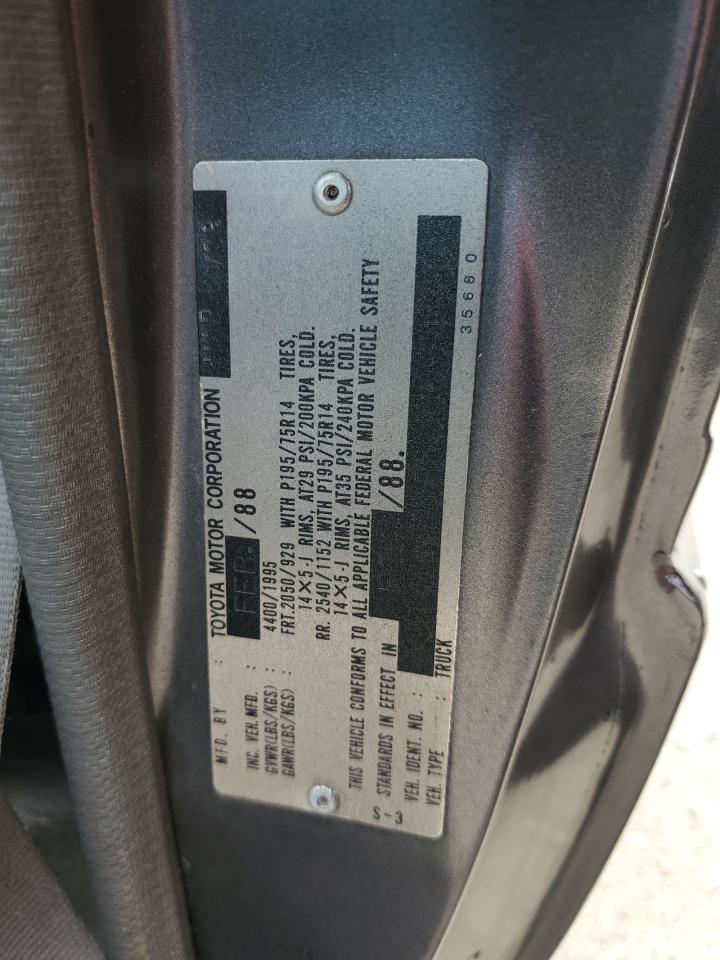 MFD. BY : TOYOTA MOTOR CORPORATION
FEB. /88
INC. VEH. MFD. :
GVWR(LBS/KGS) : 4400/1995
GAWR(LBS/KGS) : FRT. 2050/929 WITH P195/75R14 TIRES,
14×5-J RIMS, AT29 PSI/200KPA COLD.
RR. 2540/1152 WITH P195/75R14 TIRES,
14×5-J RIMS, AT35 PSI/240KPA COLD.
THIS VEHICLE CONFORMS TO ALL APPLICABLE FEDERAL MOTOR VEHICLE SAFETY
STANDARDS IN EFFECT IN /88.
VEH. IDENT. NO. :
VEH. TYPE : TRUCK
S-3
35680